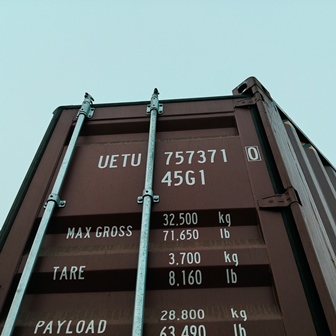 UETU 757371 0
45G1
MAX GROSS 32,500 kg
71,650 lb
TARE 3,700 kg
8,160 lb
PAYLOAD 28,800 kg
63,490 lb